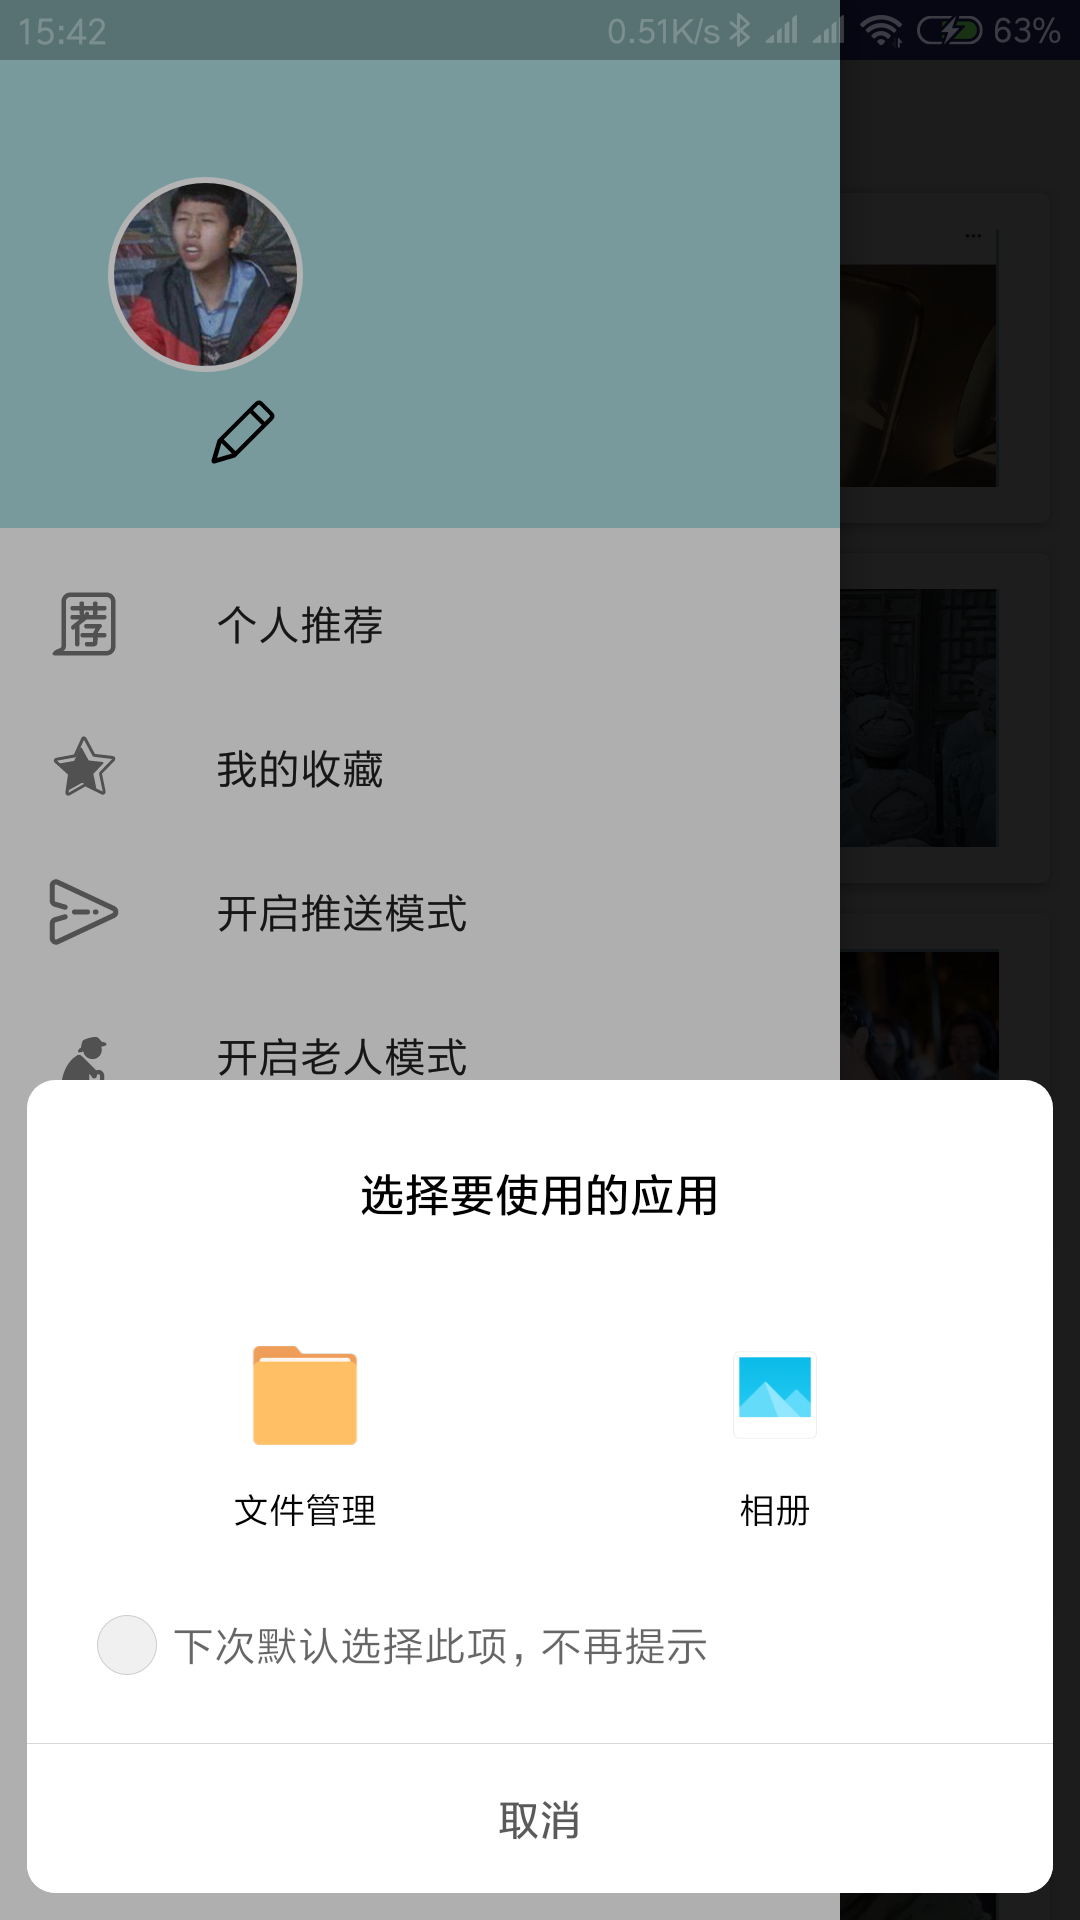 15:42
0.51K/s
63%
荐
个人推荐
我的收藏
开启推送模式
开启老人模式
选择要使用的应用
文件管理
相册
下次默认选择此项，不再提示
取消